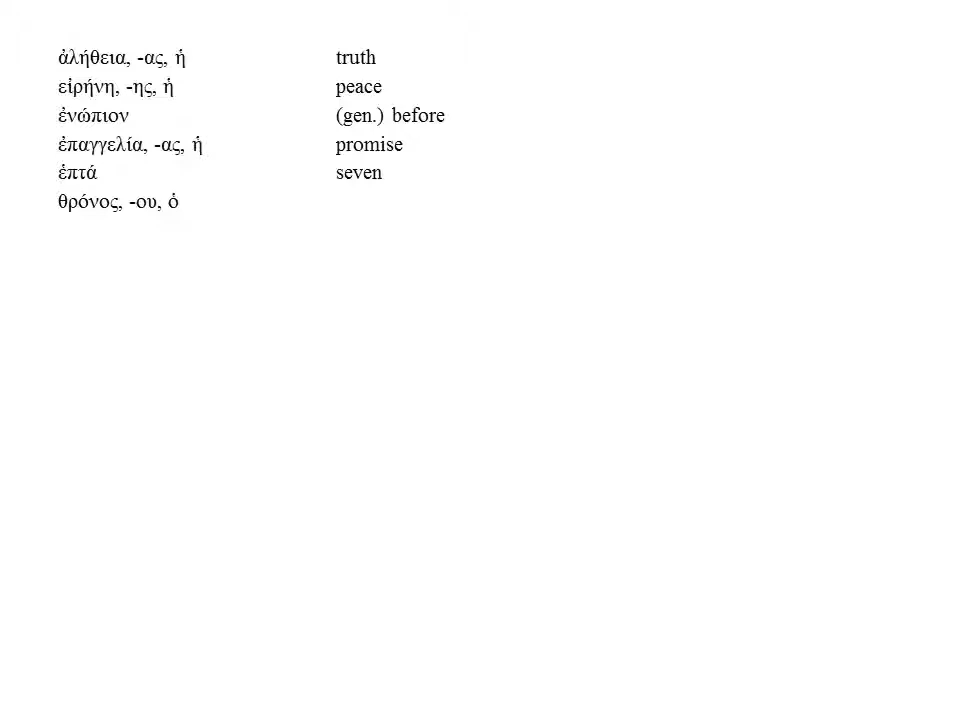 ἀλήθεια, -ας, ἡ truth
εἰρήνη, -ης, ἡ peace
ἐνώπιον (gen.) before
ἐπαγγελία, -ας, ἡ promise
ἑπτά seven
θρόνος, -ου, ὁ